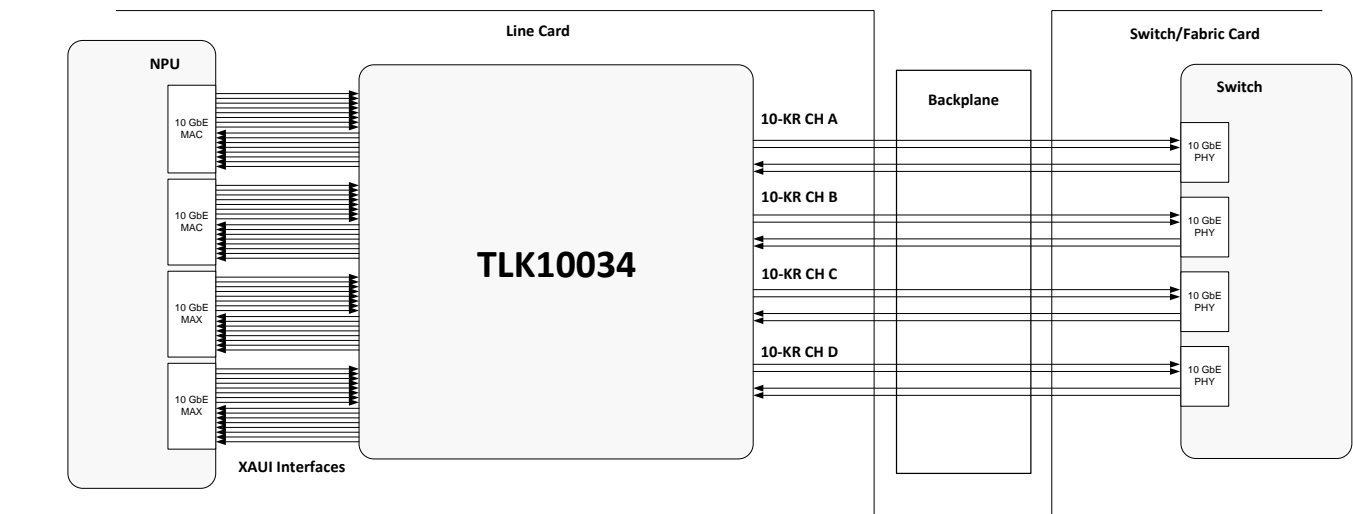 Line Card
Switch/Fabric Card
NPU
Switch
Backplane
10 GbE
MAC
10 GbE
MAC
10 GbE
MAX
10 GbE
MAX
TLK10034
10-KR CH A
10-KR CH B
10-KR CH C
10-KR CH D
10 GbE
PHY
10 GbE
PHY
10 GbE
PHY
10 GbE
PHY
XAUI Interfaces